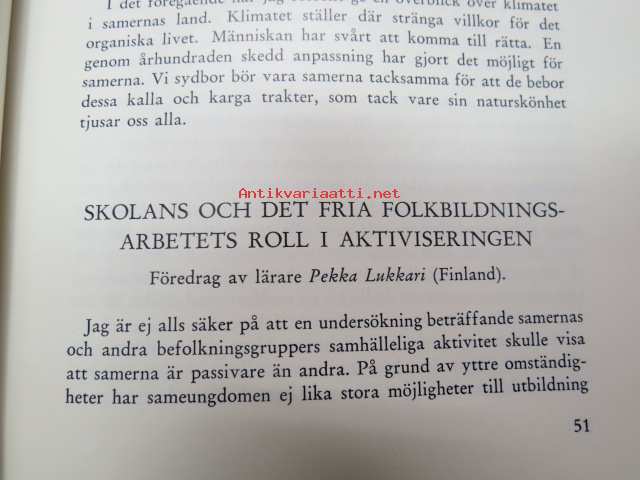 I det föregående har jag ge en överblick över klimatet
i samernas land. Klimatet ställer där stränga villkor för det
organiska livet. Människan har svårt att komma till rätta. En
genom århundraden skedd anpassning har gjort det möjligt för
samerna. Vi sydbor bör vara samerna tacksamma för att de bebor
dessa kalla och karga trakter, som tack vare sin naturskönhet
tjusar oss alla.
Antikvariaatti.net
SKOLANS OCH DET FRIA FOLKBILDNINGS-
ARBETETS ROLL I AKTIVISERINGEN
Föredrag av lärare Pekka Lukkari (Finland).
Jag är ej alls säker på att en undersökning beträffande samernas
och andra befolkningsgruppers samhälleliga aktivitet skulle visa
att samerna är passivare än andra. På grund av yttre omständig-
heter har sameungdomen ej lika stora möjligheter till utbildning
51